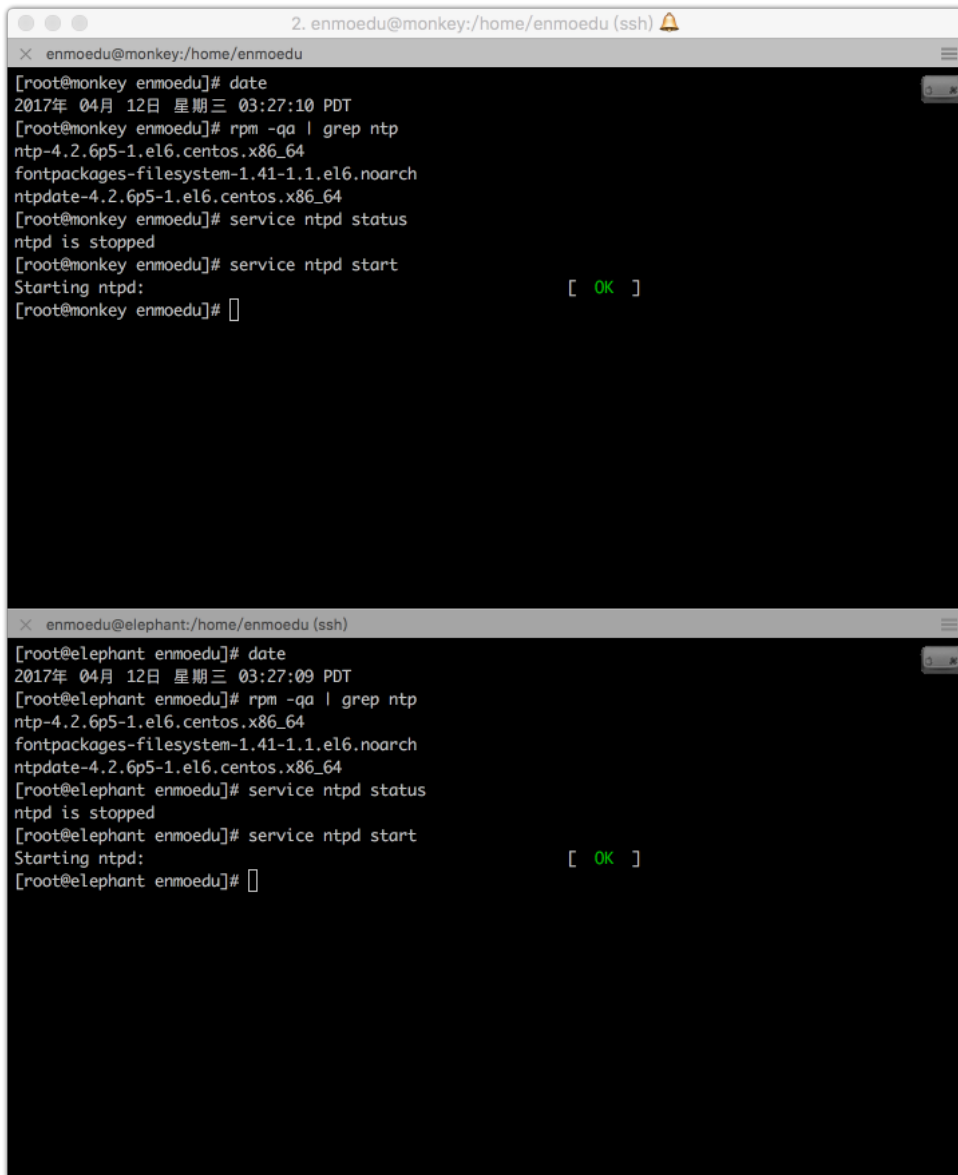 2. enmoedu@monkey:/home/enmoedu (ssh) 🔔
enmoedu@monkey:/home/enmoedu
[root@monkey enmoedu]# date
2017年 04月 12日 星期三 03:27:10 PDT
[root@monkey enmoedu]# rpm -qa | grep ntp
ntp-4.2.6p5-1.el6.centos.x86_64
fontpackages-filesystem-1.41-1.1.el6.noarch
ntpdate-4.2.6p5-1.el6.centos.x86_64
[root@monkey enmoedu]# service ntpd status
ntpd is stopped
[root@monkey enmoedu]# service ntpd start
Starting ntpd: [ OK ]
[root@monkey enmoedu]#
enmoedu@elephant:/home/enmoedu (ssh)
[root@elephant enmoedu]# date
2017年 04月 12日 星期三 03:27:09 PDT
[root@elephant enmoedu]# rpm -qa | grep ntp
ntp-4.2.6p5-1.el6.centos.x86_64
fontpackages-filesystem-1.41-1.1.el6.noarch
ntpdate-4.2.6p5-1.el6.centos.x86_64
[root@elephant enmoedu]# service ntpd status
ntpd is stopped
[root@elephant enmoedu]# service ntpd start
Starting ntpd: [ OK ]
[root@elephant enmoedu]#